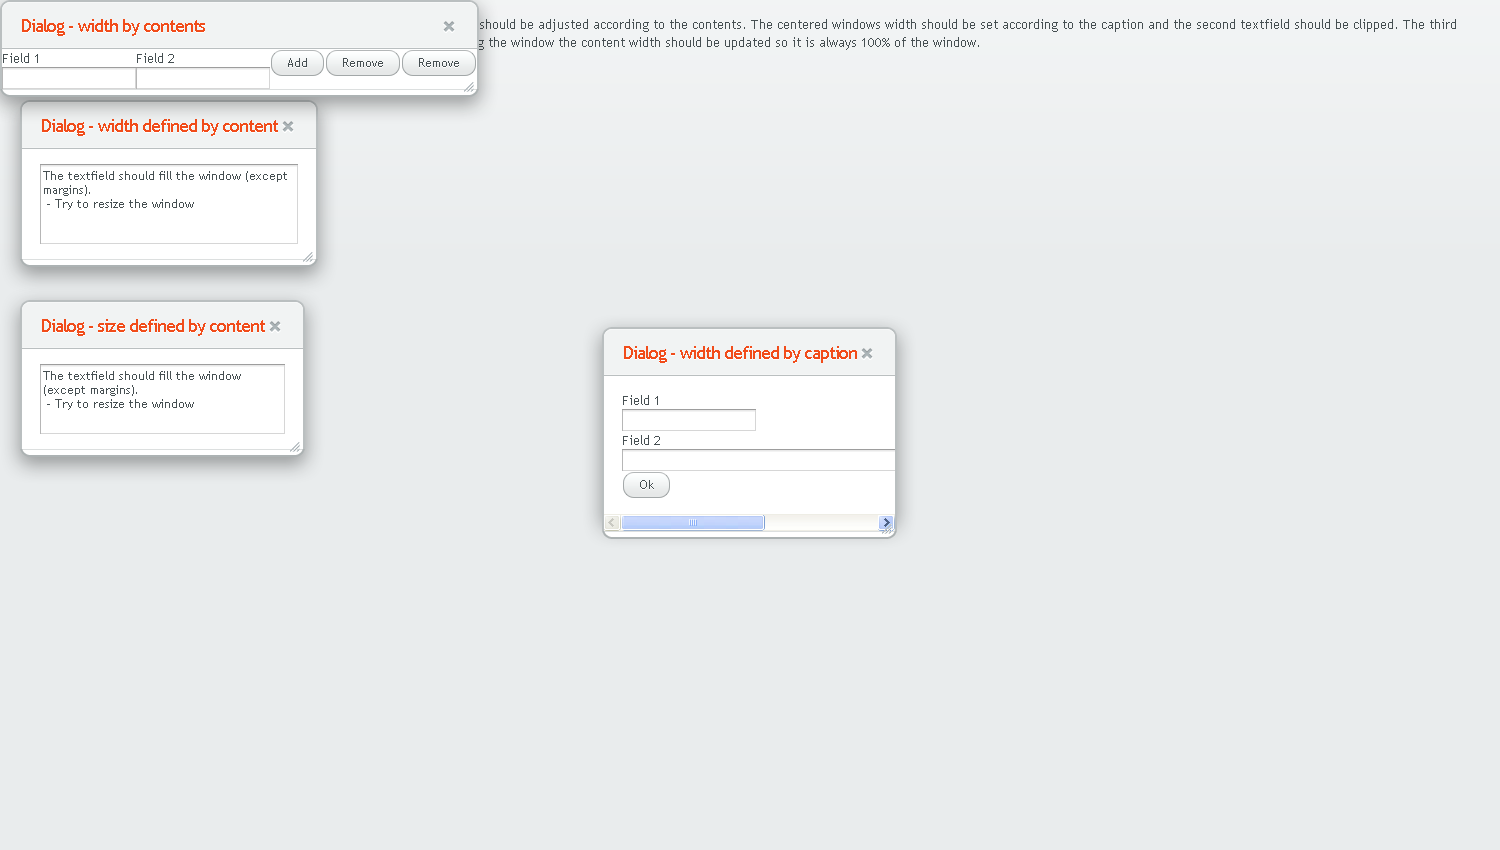 Dialog - width by contents
should be adjusted according to the contents. The centered windows width should be set according to the caption and the second textfield should be clipped. The third
g the window the content width should be updated so it is always 100% of the window.
Field 1 Field 2 Add Remove Remove
Dialog - width defined by content
The textfield should fill the window (except
margins).
- Try to resize the window
Dialog - size defined by content
The textfield should fill the window
(except margins).
- Try to resize the window
Dialog - width defined by caption
Field 1
Field 2
Ok